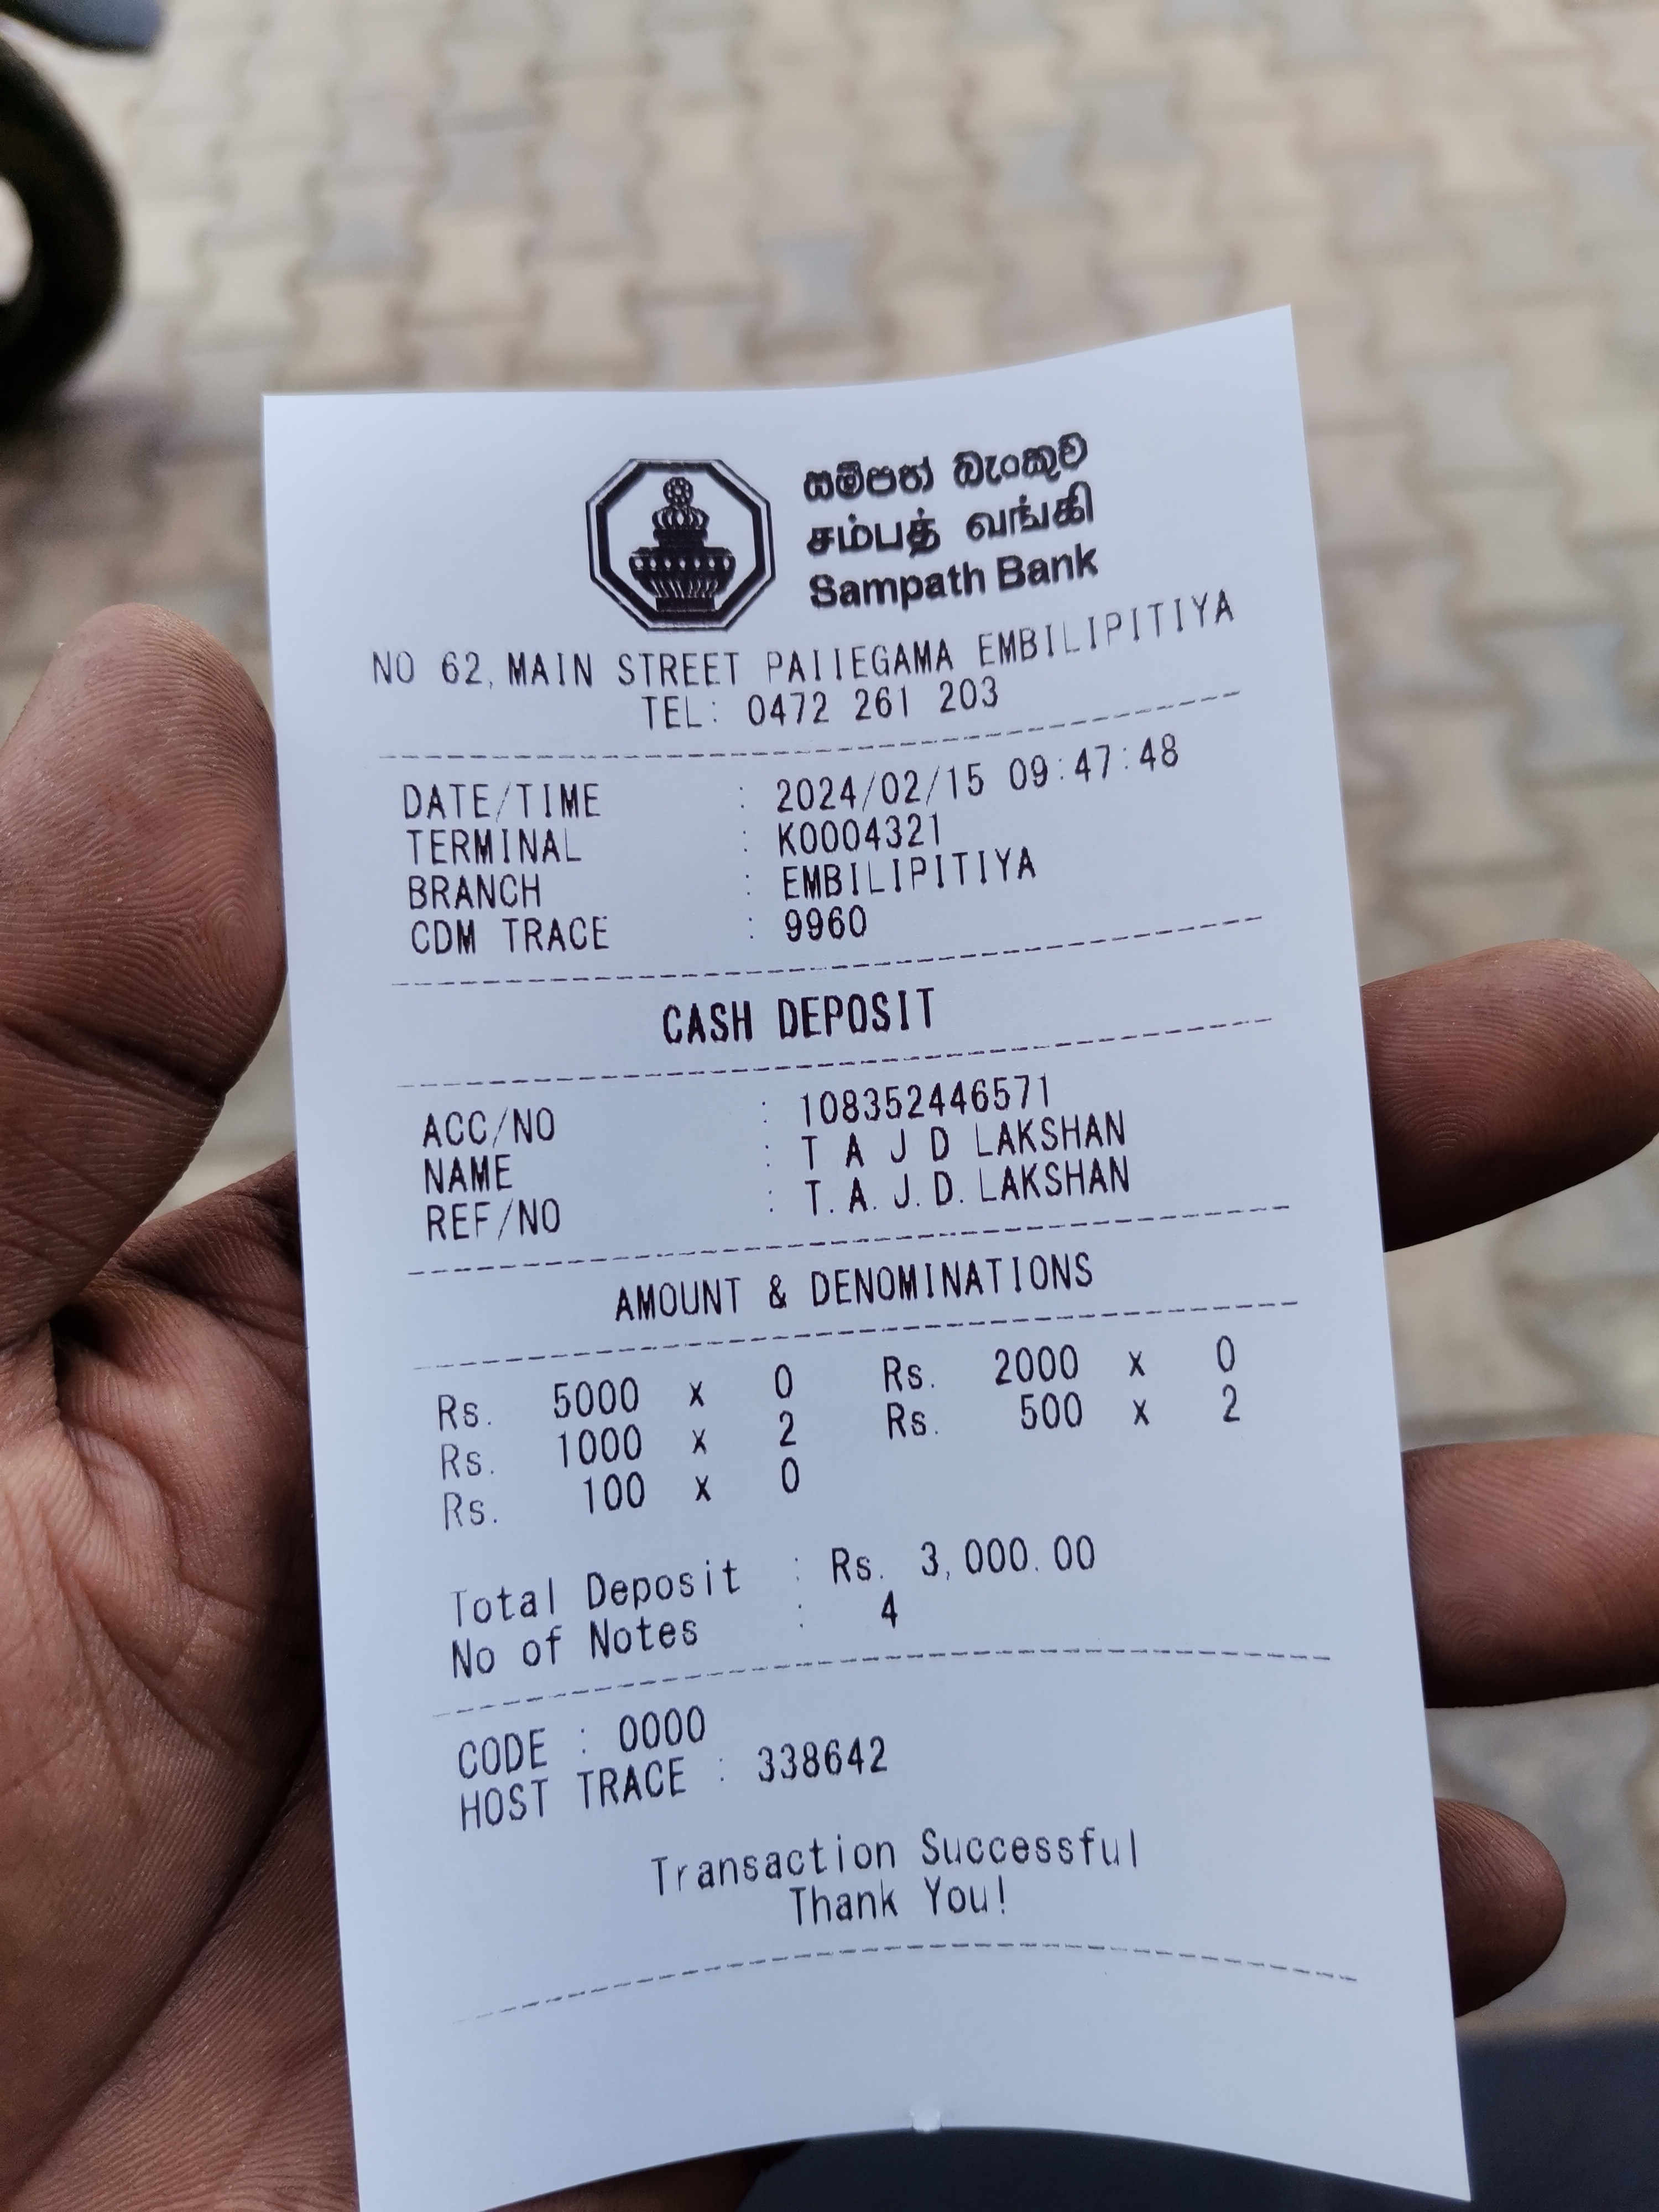 සම්පත් බැංකුව
சம்பத் வங்கி
Sampath Bank
NO 62, MAIN STREET PAIIEGAMA EMBILIPITIYA
TEL: 0472 261 203
DATE/TIME : 2024/02/15 09:47:48
TERMINAL : K0004321
BRANCH : EMBILIPITIYA
CDM TRACE : 9960
CASH DEPOSIT
ACC/NO : 108352446571
NAME : T A J D LAKSHAN
REF/NO : T. A. J. D. LAKSHAN
AMOUNT & DENOMINATIONS
Rs. 5000 x 0 Rs. 2000 x 0
Rs. 1000 x 2 Rs. 500 x 2
Rs. 100 x 0
Total Deposit : Rs. 3,000.00
No of Notes : 4
CODE : 0000
HOST TRACE : 338642
Transaction Successful
Thank You!